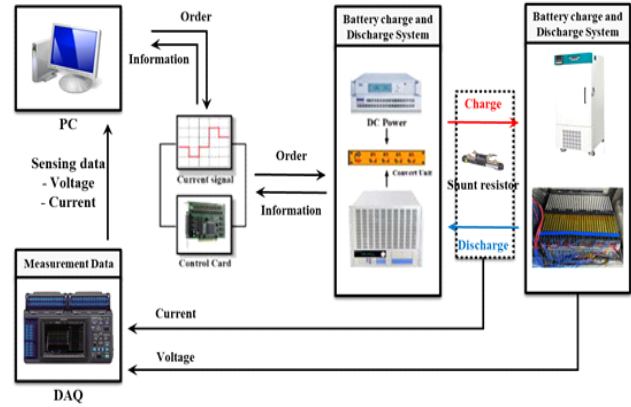 Order
Information
PC
Sensing data
- Voltage
- Current
Current signal
Control Card
Order
Information
Battery charge and
Discharge System
DC Power
Convert Unit
Charge
Shunt resistor
Discharge
Battery charge and
Discharge System
Measurement Data
DAQ
Current
Voltage